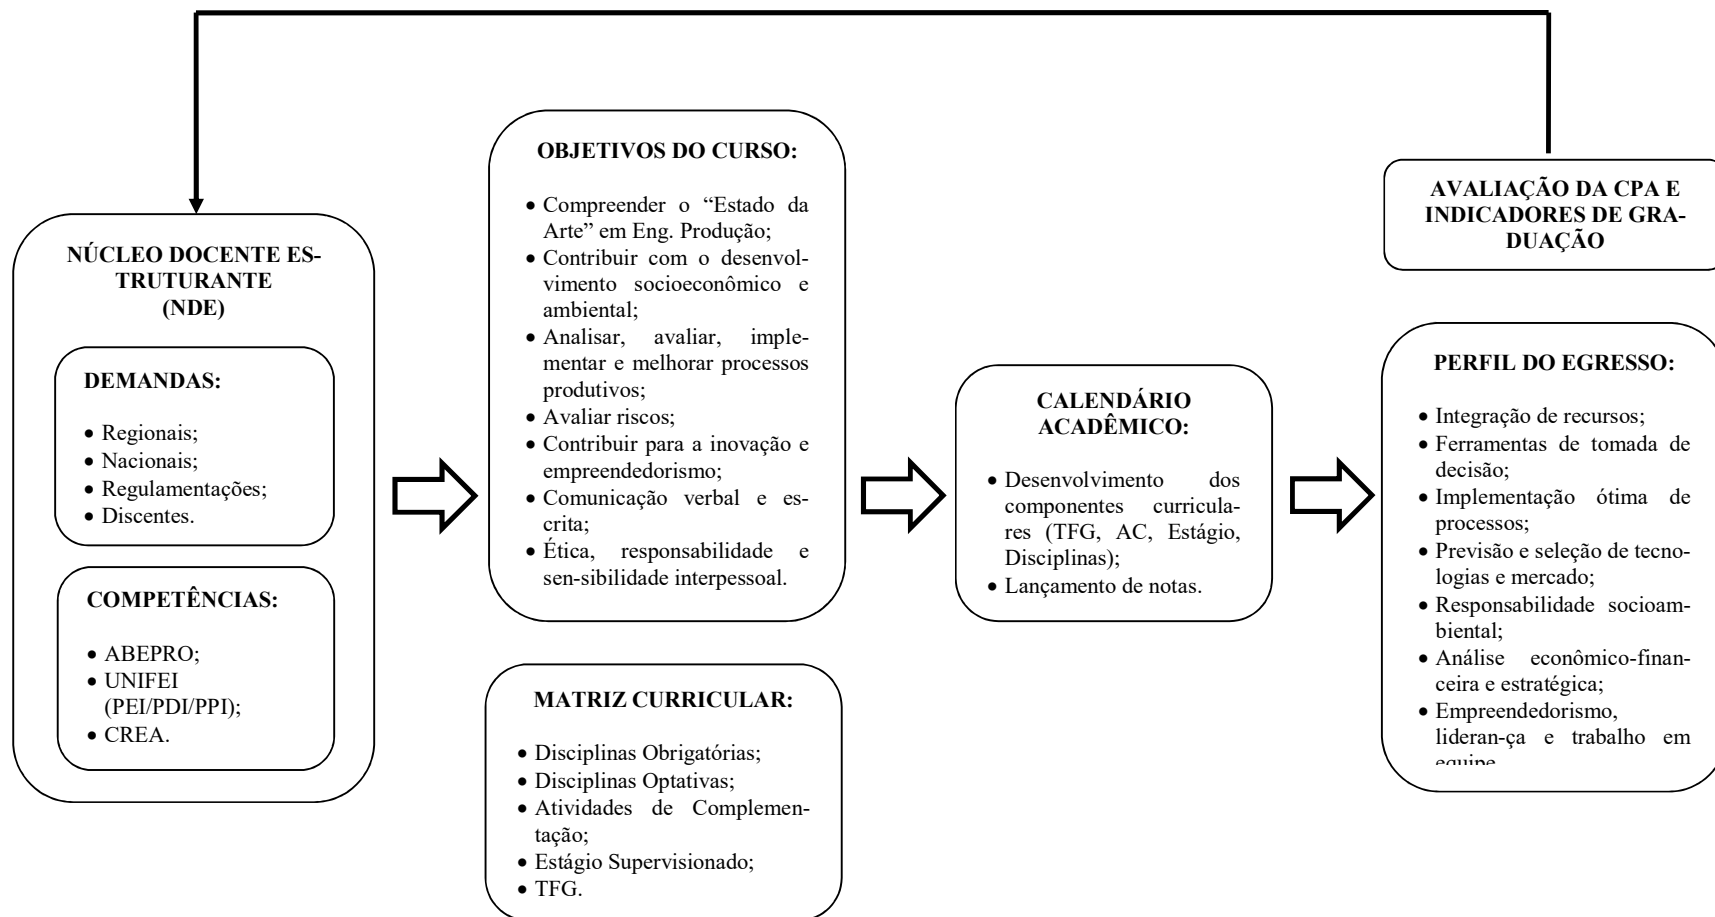 NÚCLEO DOCENTE ES-
TRUTURANTE
(NDE)
DEMANDAS:
• Regionais;
• Nacionais;
• Regulamentações;
• Discentes.
COMPETÊNCIAS:
• ABEPRO;
• UNIFEI
(PEI/PDI/PPI);
• CREA.
OBJETIVOS DO CURSO:
• Compreender o “Estado da
Arte” em Eng. Produção;
• Contribuir com o desenvol-
vimento socioeconômico e
ambiental;
• Analisar, avaliar, imple-
mentar e melhorar processos
produtivos;
• Avaliar riscos;
• Contribuir para a inovação e
empreendedorismo;
• Comunicação verbal e es-
crita;
• Ética, responsabilidade e
sen-sibilidade interpessoal.
MATRIZ CURRICULAR:
• Disciplinas Obrigatórias;
• Disciplinas Optativas;
• Atividades de Complemen-
tação;
• Estágio Supervisionado;
• TFG.
CALENDÁRIO
ACADÊMICO:
• Desenvolvimento dos
componentes curricula-
res (TFG, AC, Estágio,
Disciplinas);
• Lançamento de notas.
AVALIAÇÃO DA CPA E
INDICADORES DE GRA-
DUAÇÃO
PERFIL DO EGRESSO:
• Integração de recursos;
• Ferramentas de tomada de
decisão;
• Implementação ótima de
processos;
• Previsão e seleção de tecno-
logias e mercado;
• Responsabilidade socioam-
biental;
• Análise econômico-finan-
ceira e estratégica;
• Empreendedorismo,
lideran-ça e trabalho em
equipe